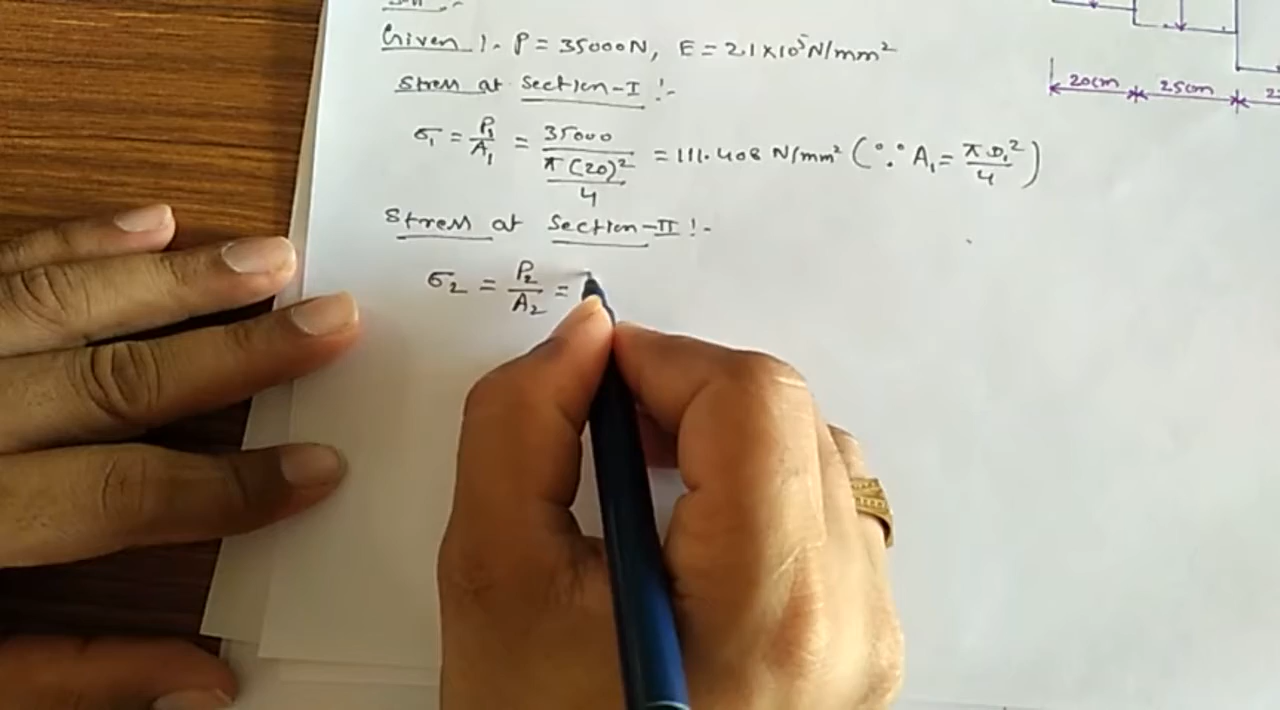 Given :- P = 35000N, E = 2.1×10⁵N/mm²
20cm 25cm
Stress at Section-I :-
σ₁ = P₁/A₁ = 35000/(π(20)²/4) = 111.408 N/mm² (∵ A₁ = πD₁²/4)
Stress at Section-II :-
σ₂ = P₂/A₂ =